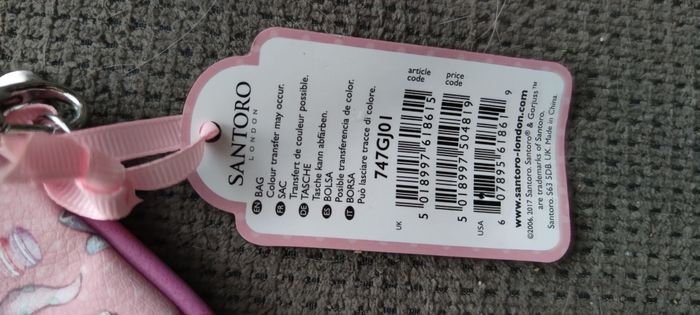 SANTORO
LONDON
EN BAG
Colour transfer may occur.
FR SAC
Transfert de couleur possible.
DE TASCHE
Tasche kann abfärben.
ES BOLSA
Posible transferencia de color.
IT BORSA
Può lasciare tracce di colore.
747GJ01
article
code
price
code
UK
5 018997 618615
5 018997 504819
USA
6 07895 61861 9
www.santoro-london.com
©2006, 2017 Santoro. Santoro® & Gorjuss™
are trademarks of Santoro.
Santoro. S63 5DB UK. Made in China.